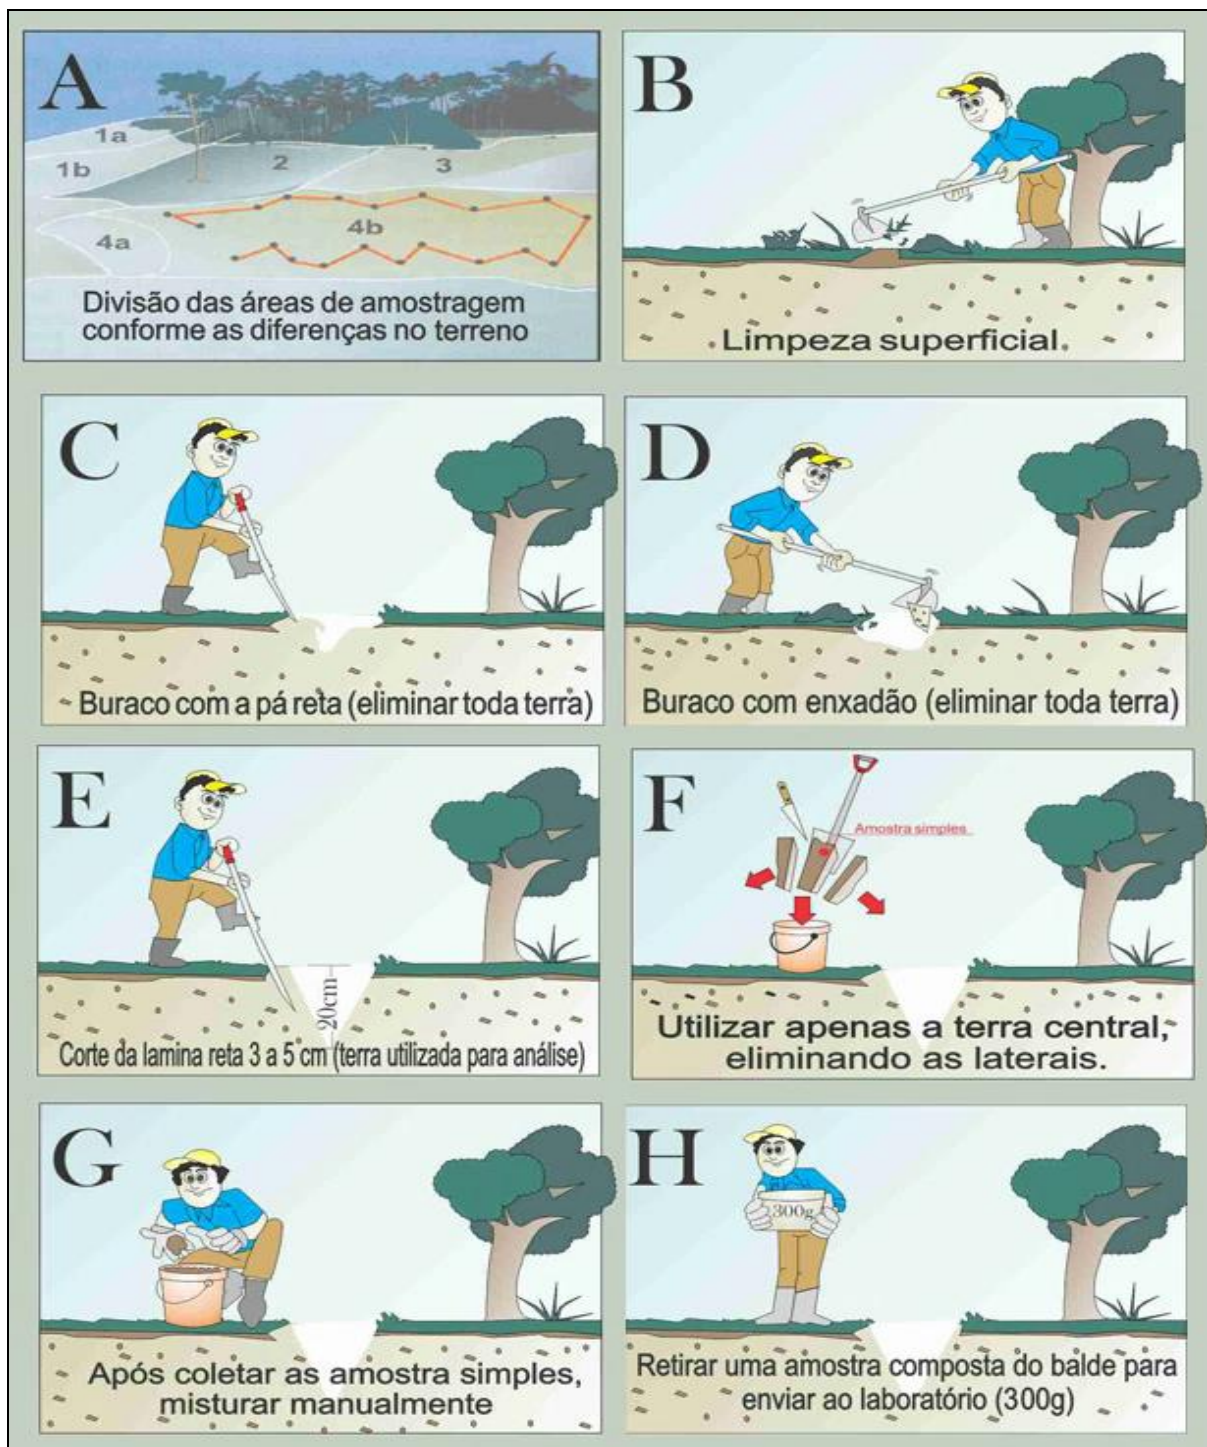 A
1a
1b
2
3
4a
4b
Divisão das áreas de amostragem
conforme as diferenças no terreno
B
Limpeza superficial.
C
Buraco com a pá reta (eliminar toda terra)
D
Buraco com enxadão (eliminar toda terra)
E
20cm
Corte da lamina reta 3 a 5 cm (terra utilizada para análise)
F
Amostra simples
Utilizar apenas a terra central,
eliminando as laterais.
G
Após coletar as amostra simples,
misturar manualmente
H
300g
Retirar uma amostra composta do balde para
enviar ao laboratório (300g)